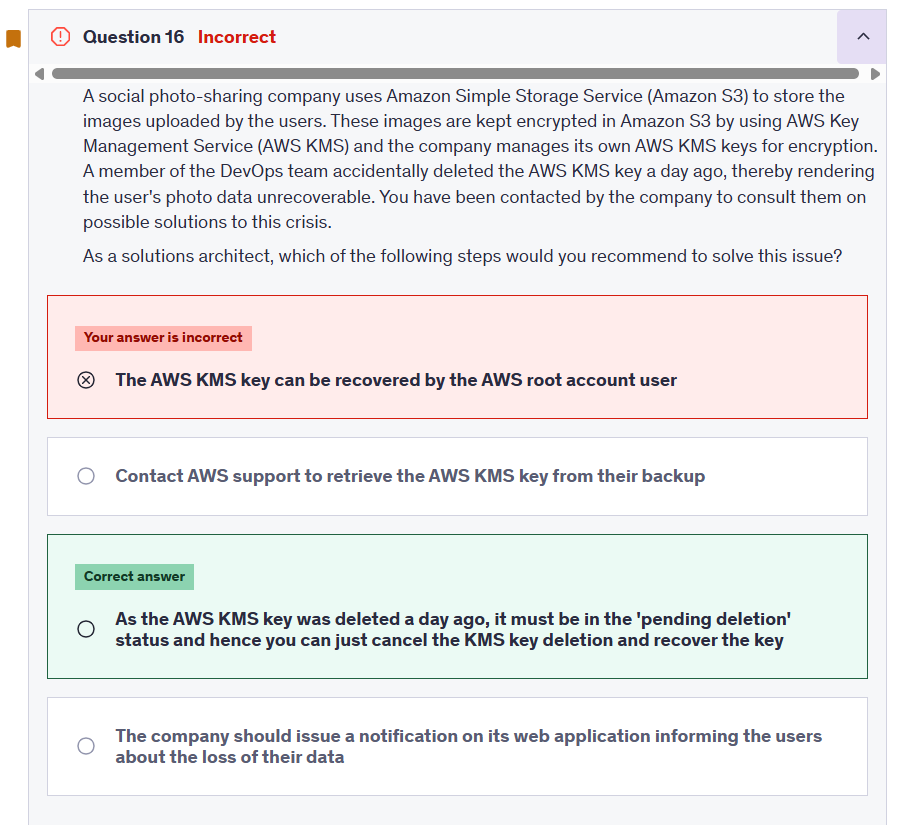 Question 16 Incorrect
A social photo-sharing company uses Amazon Simple Storage Service (Amazon S3) to store the
images uploaded by the users. These images are kept encrypted in Amazon S3 by using AWS Key
Management Service (AWS KMS) and the company manages its own AWS KMS keys for encryption.
A member of the DevOps team accidentally deleted the AWS KMS key a day ago, thereby rendering
the user's photo data unrecoverable. You have been contacted by the company to consult them on
possible solutions to this crisis.
As a solutions architect, which of the following steps would you recommend to solve this issue?
Your answer is incorrect
The AWS KMS key can be recovered by the AWS root account user
Contact AWS support to retrieve the AWS KMS key from their backup
Correct answer
As the AWS KMS key was deleted a day ago, it must be in the 'pending deletion'
status and hence you can just cancel the KMS key deletion and recover the key
The company should issue a notification on its web application informing the users
about the loss of their data